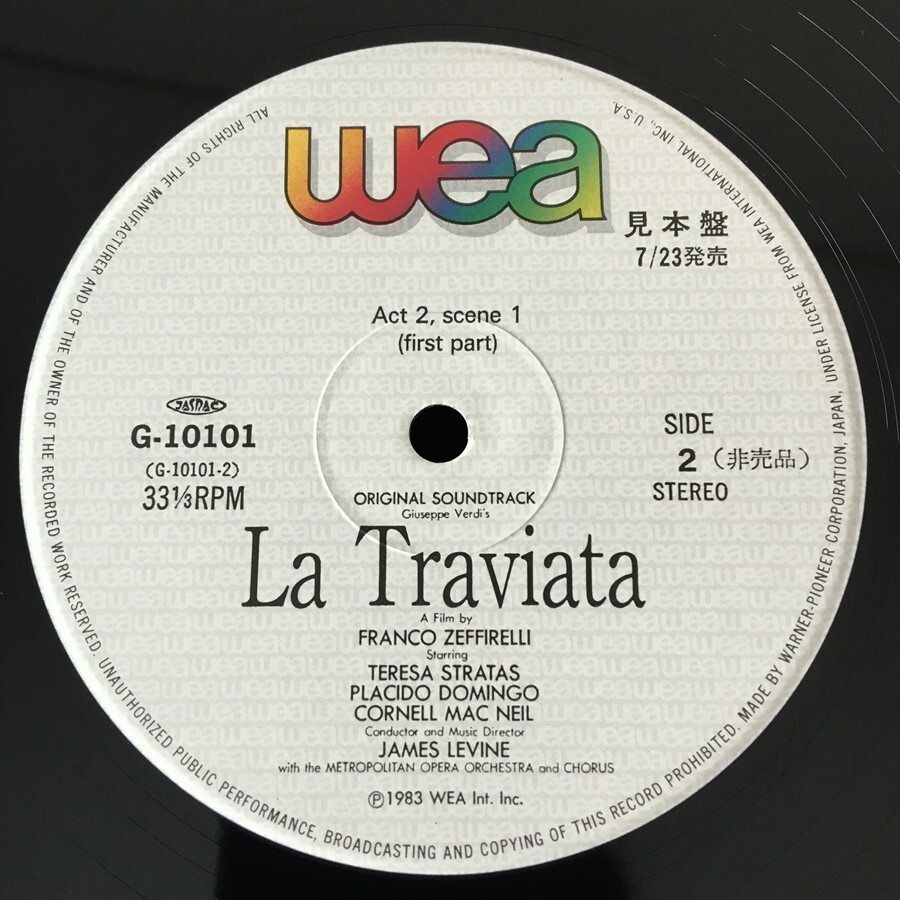 wea
見本盤
7/23発売
Act 2, scene 1
(first part)
JASRAC
G-10101
(G-10101-2)
33⅓RPM
SIDE
2 (非売品)
STEREO
ORIGINAL SOUNDTRACK
Giuseppe Verdi's
La Traviata
A Film by
FRANCO ZEFFIRELLI
Starring
TERESA STRATAS
PLACIDO DOMINGO
CORNELL MAC NEIL
Conductor and Music Director
JAMES LEVINE
with the METROPOLITAN OPERA ORCHESTRA and CHORUS
Ⓟ1983 WEA Int. Inc.
ALL RIGHTS OF THE MANUFACTURER AND OF THE OWNER OF THE RECORDED WORK RESERVED. UNAUTHORIZED PUBLIC PERFORMANCE, BROADCASTING AND COPYING OF THIS RECORD PROHIBITED. MADE BY WARNER-PIONEER CORPORATION, JAPAN, UNDER LICENSE FROM WEA INTERNATIONAL INC., U.S.A.